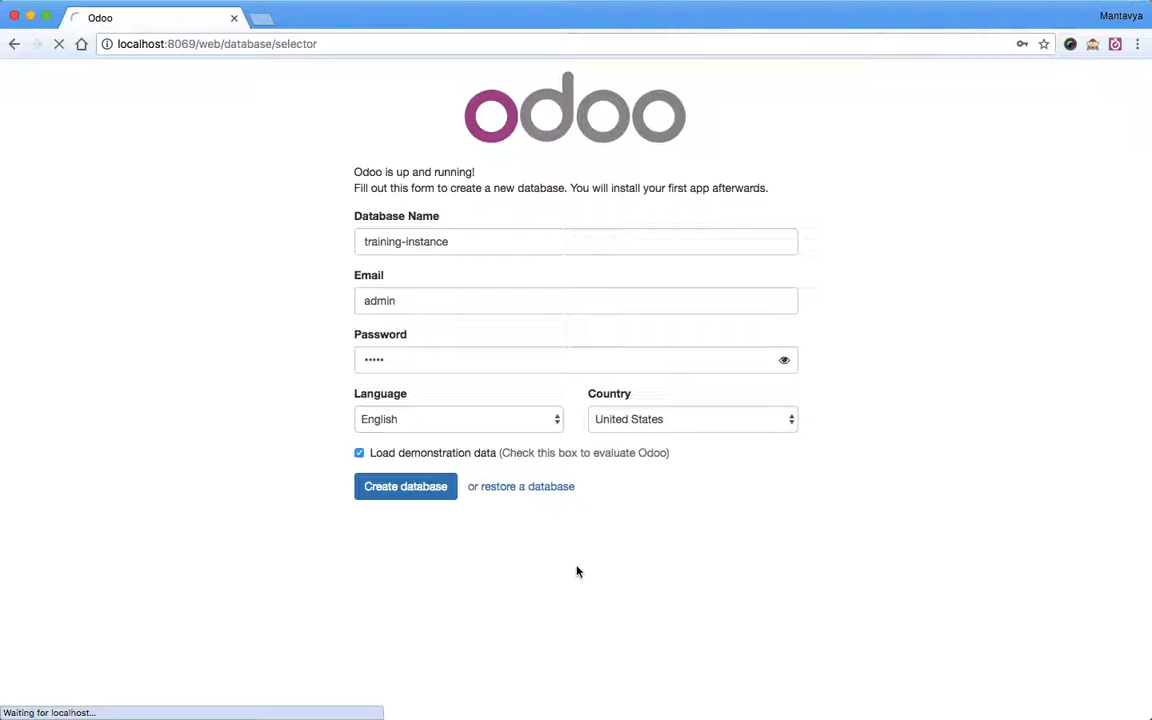 Odoo
Mantavya
localhost:8069/web/database/selector
odoo
Odoo is up and running!
Fill out this form to create a new database. You will install your first app afterwards.
Database Name
training-instance
Email
admin
Password
•••••
Language
Country
English
United States
Load demonstration data (Check this box to evaluate Odoo)
Create database or restore a database
Waiting for localhost...